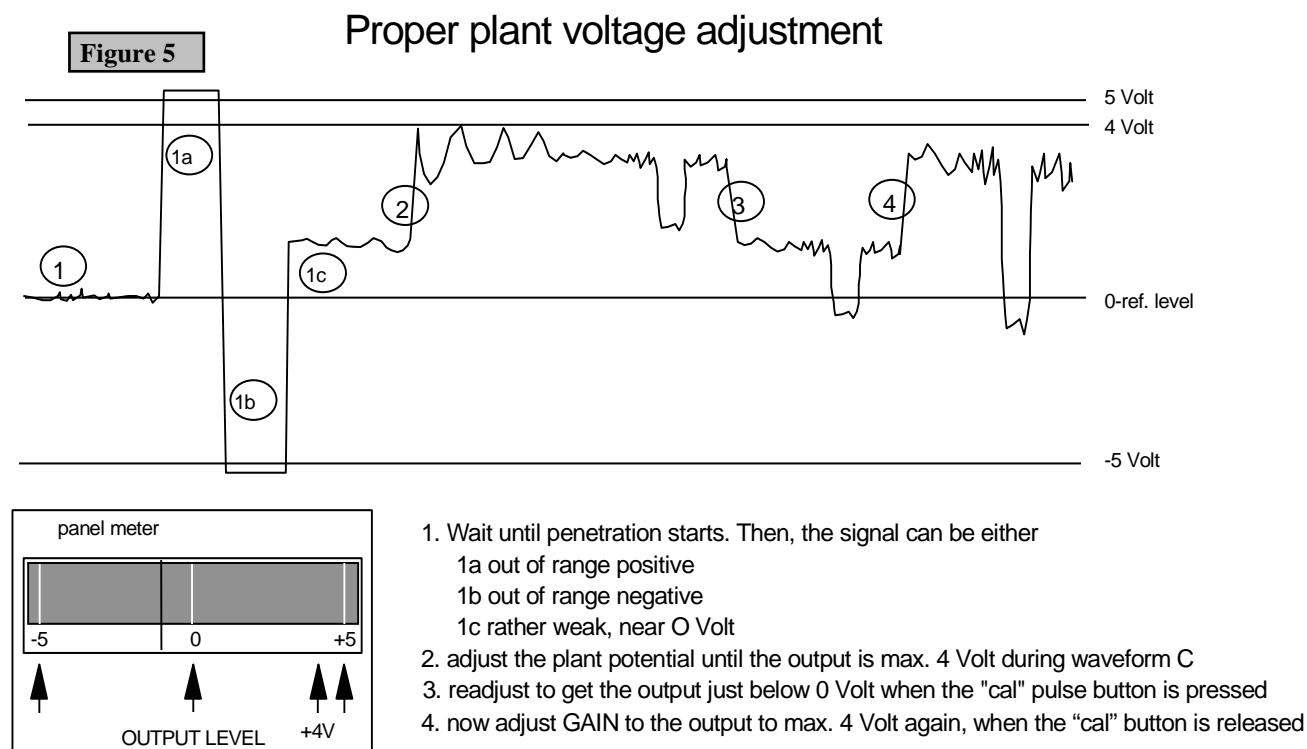 Proper plant voltage adjustment
Figure 5
5 Volt
4 Volt
1a
2
3
4
1
1c
0-ref. level
1b
-5 Volt
panel meter
-5 0 +5
OUTPUT LEVEL +4V
1. Wait until penetration starts. Then, the signal can be either
1a out of range positive
1b out of range negative
1c rather weak, near O Volt
2. adjust the plant potential until the output is max. 4 Volt during waveform C
3. readjust to get the output just below 0 Volt when the "cal" pulse button is pressed
4. now adjust GAIN to the output to max. 4 Volt again, when the “cal” button is released